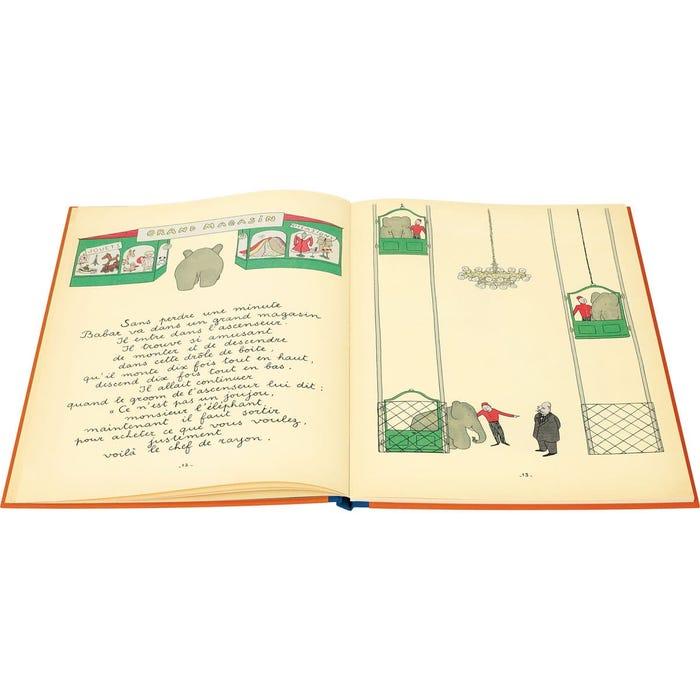 GRAND MAGASIN
JOUETS
Sans perdre une minute
Babar va dans un grand magasin.
Il entre dans l'ascenseur.
Il trouve si amusant
de monter et de descendre
dans cette drôle de boîte,
qu'il monte dix fois tout en haut,
descend dix fois tout en bas.
Il allait continuer
quand le groom de l'ascenseur lui dit:
"Ce n'est pas un joujou,
monsieur l'éléphant,
maintenant il faut sortir
pour acheter ce que vous voulez,
justement
voilà le chef de rayon.
-12-
-13-